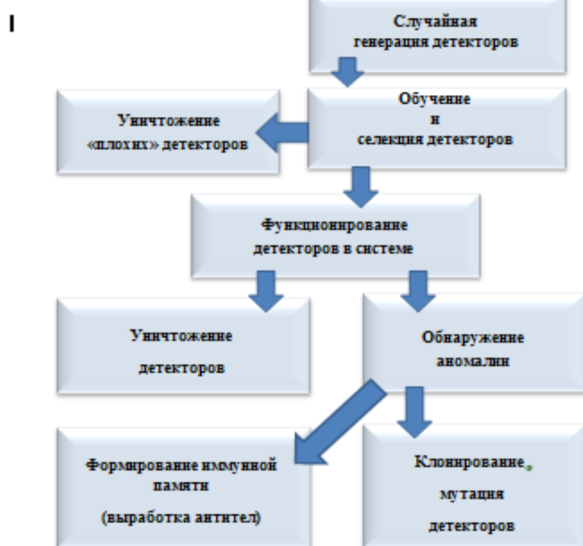 I
Случайная
генерация детекторов
Обучение
и
селекция детекторов
Уничтожение
«плохих» детекторов
Функционирование
детекторов в системе
Уничтожение
детекторов
Обнаружение
аномалии
Формирование иммунной
памяти
(выработка антител)
Клонирование,
мутация
детекторов